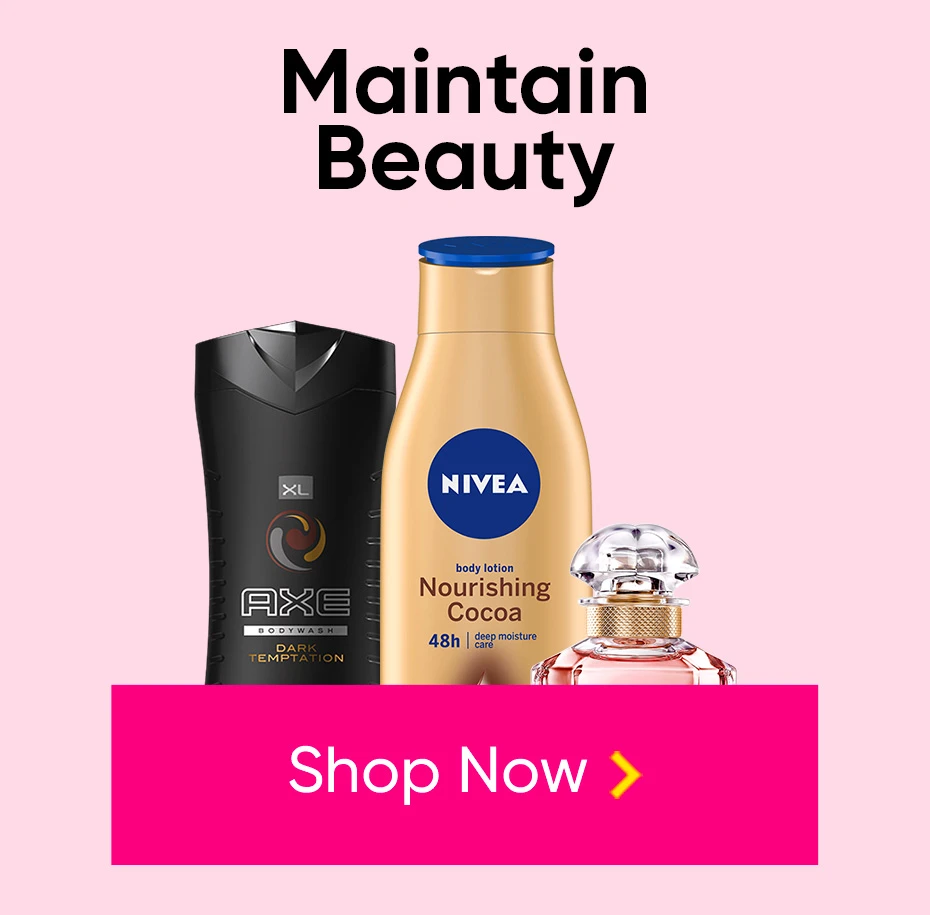 Maintain
Beauty
XL
AXE
BODYWASH
DARK
TEMPTATION
NIVEA
body lotion
Nourishing
Cocoa
48h | deep moisture
care
Shop Now >